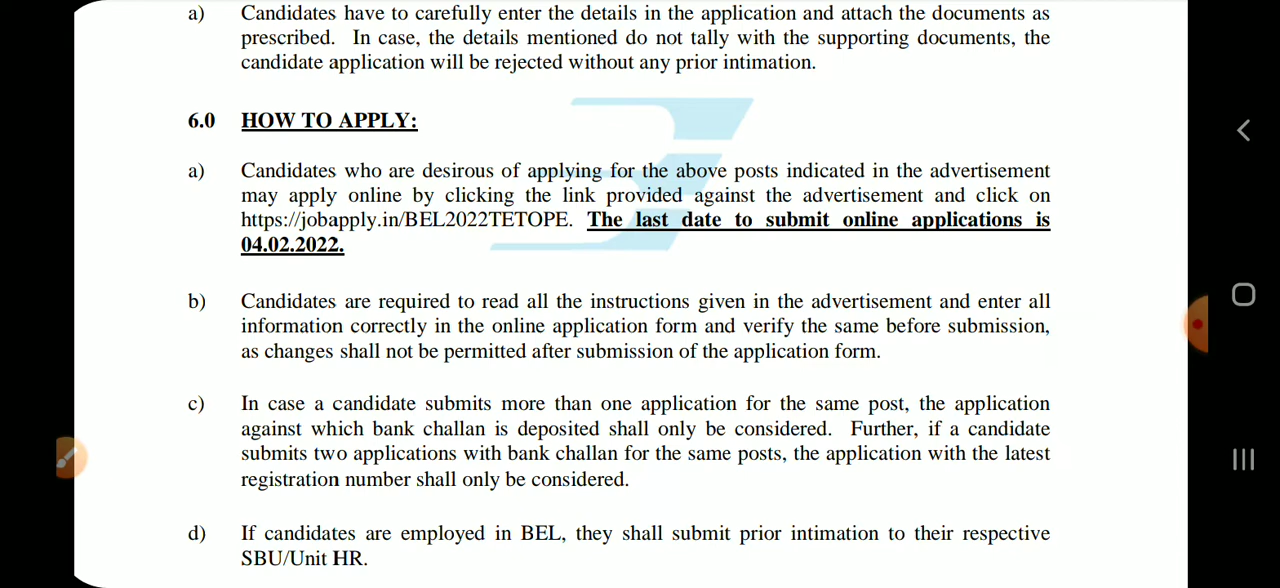 a) Candidates have to carefully enter the details in the application and attach the documents as
prescribed. In case, the details mentioned do not tally with the supporting documents, the
candidate application will be rejected without any prior intimation.
6.0 HOW TO APPLY:
a) Candidates who are desirous of applying for the above posts indicated in the advertisement
may apply online by clicking the link provided against the advertisement and click on
https://jobapply.in/BEL2022TETOPE. The last date to submit online applications is
04.02.2022.
b) Candidates are required to read all the instructions given in the advertisement and enter all
information correctly in the online application form and verify the same before submission,
as changes shall not be permitted after submission of the application form.
c) In case a candidate submits more than one application for the same post, the application
against which bank challan is deposited shall only be considered. Further, if a candidate
submits two applications with bank challan for the same posts, the application with the latest
registration number shall only be considered.
d) If candidates are employed in BEL, they shall submit prior intimation to their respective
SBU/Unit HR.